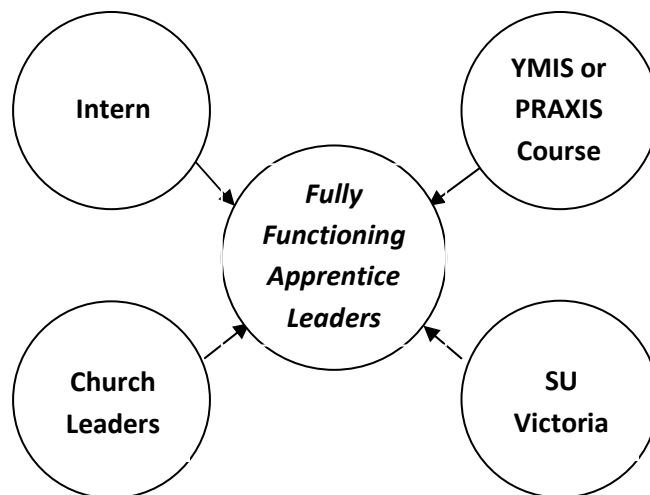 Intern
YMIS or
PRAXIS
Course
Fully
Functioning
Apprentice
Leaders
Church
Leaders
SU
Victoria